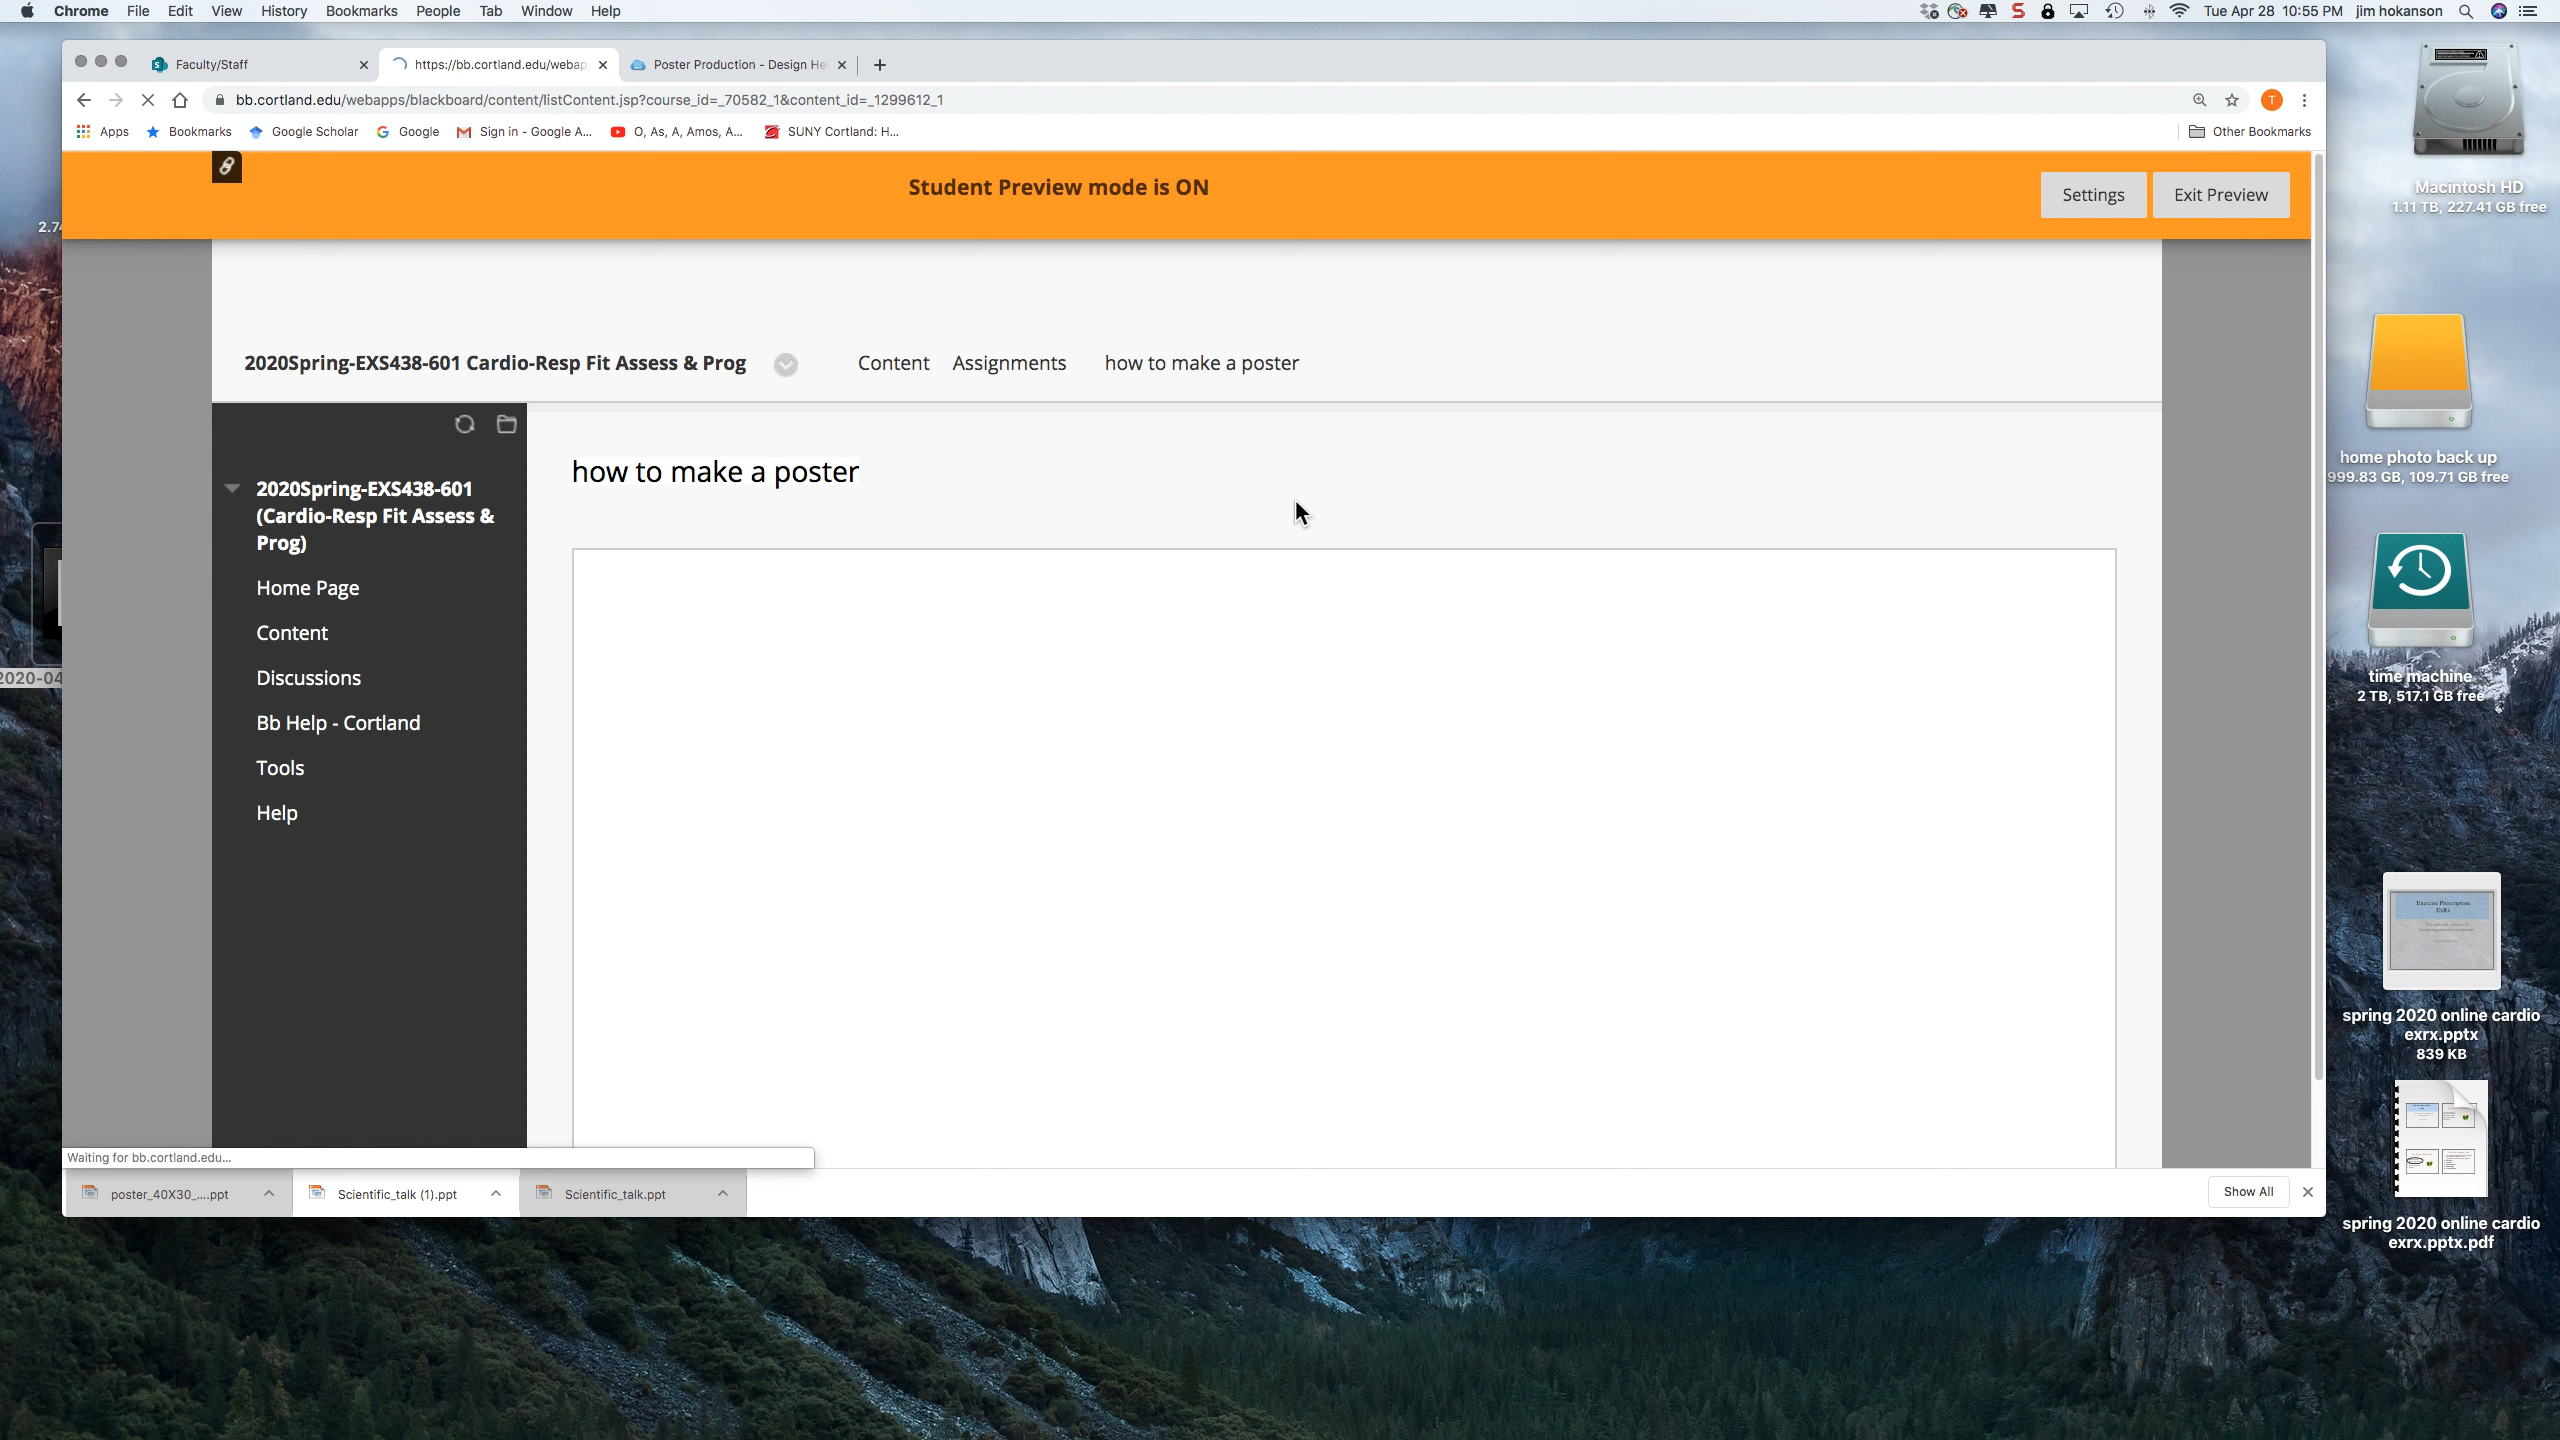 Chrome File Edit View History Bookmarks People Tab Window Help
Tue Apr 28 10:55 PM jim hokanson
Faculty/Staff
https://bb.cortland.edu/webap
Poster Production - Design He
bb.cortland.edu/webapps/blackboard/content/listContent.jsp?course_id=_70582_1&content_id=_1299612_1
T
Apps Bookmarks Google Scholar Google Sign in - Google A... O, As, A, Amos, A... SUNY Cortland: H... Other Bookmarks
Student Preview mode is ON
Settings
Exit Preview
2020Spring-EXS438-601 Cardio-Resp Fit Assess & Prog
Content Assignments how to make a poster
2020Spring-EXS438-601
(Cardio-Resp Fit Assess &
Prog)
Home Page
Content
Discussions
Bb Help - Cortland
Tools
Help
how to make a poster
Waiting for bb.cortland.edu...
poster_40X30_....ppt
Scientific_talk (1).ppt
Scientific_talk.ppt
Show All
2.74
2020-04
Macintosh HD
1.11 TB, 227.41 GB free
home photo back up
999.83 GB, 109.71 GB free
time machine
2 TB, 517.1 GB free
Exercise Prescription
ExRx
spring 2020 online cardio
exrx.pptx
839 KB
spring 2020 online cardio
exrx.pptx.pdf